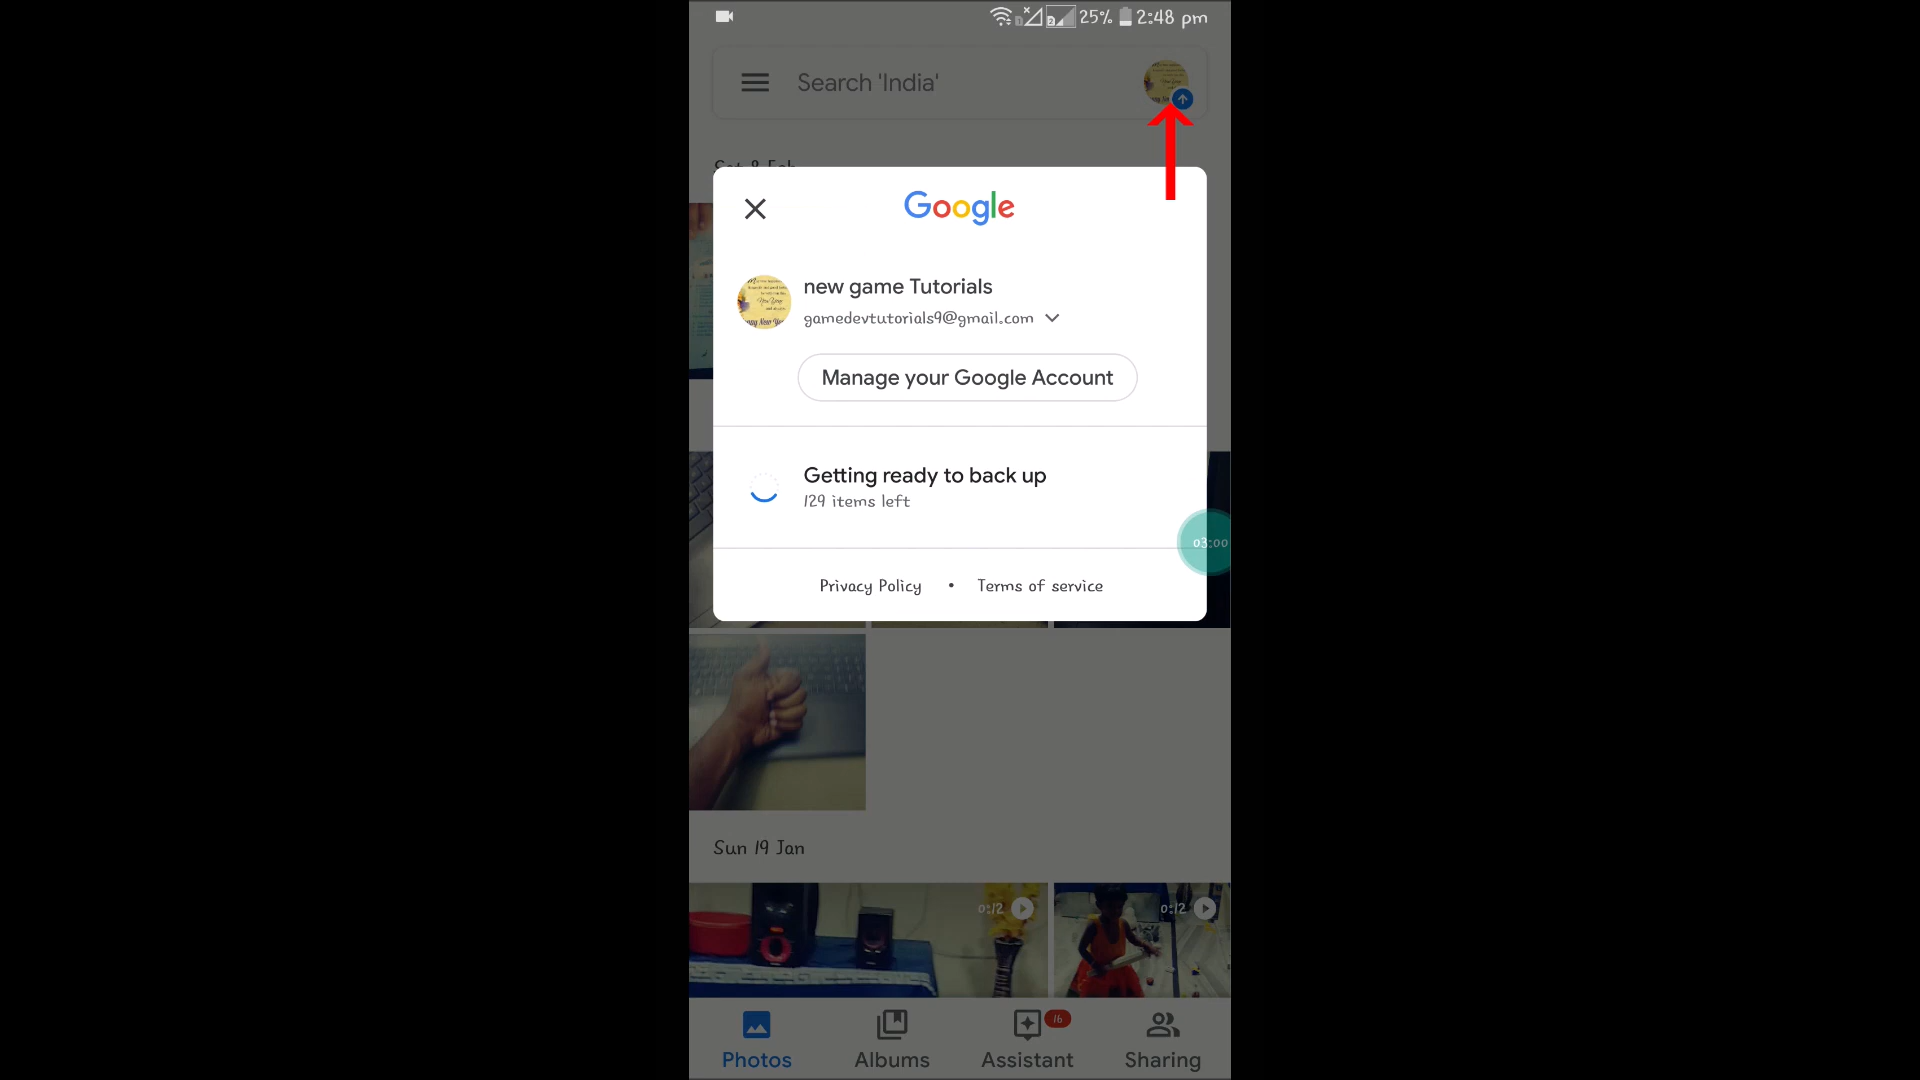 25% 2:48 pm
Search 'India'
Google
new game Tutorials
gamedevtutorials9@gmail.com
Manage your Google Account
Getting ready to back up
129 items left
03:00
Privacy Policy • Terms of service
Sun 19 Jan
0:12
0:12
16
Photos
Albums
Assistant
Sharing